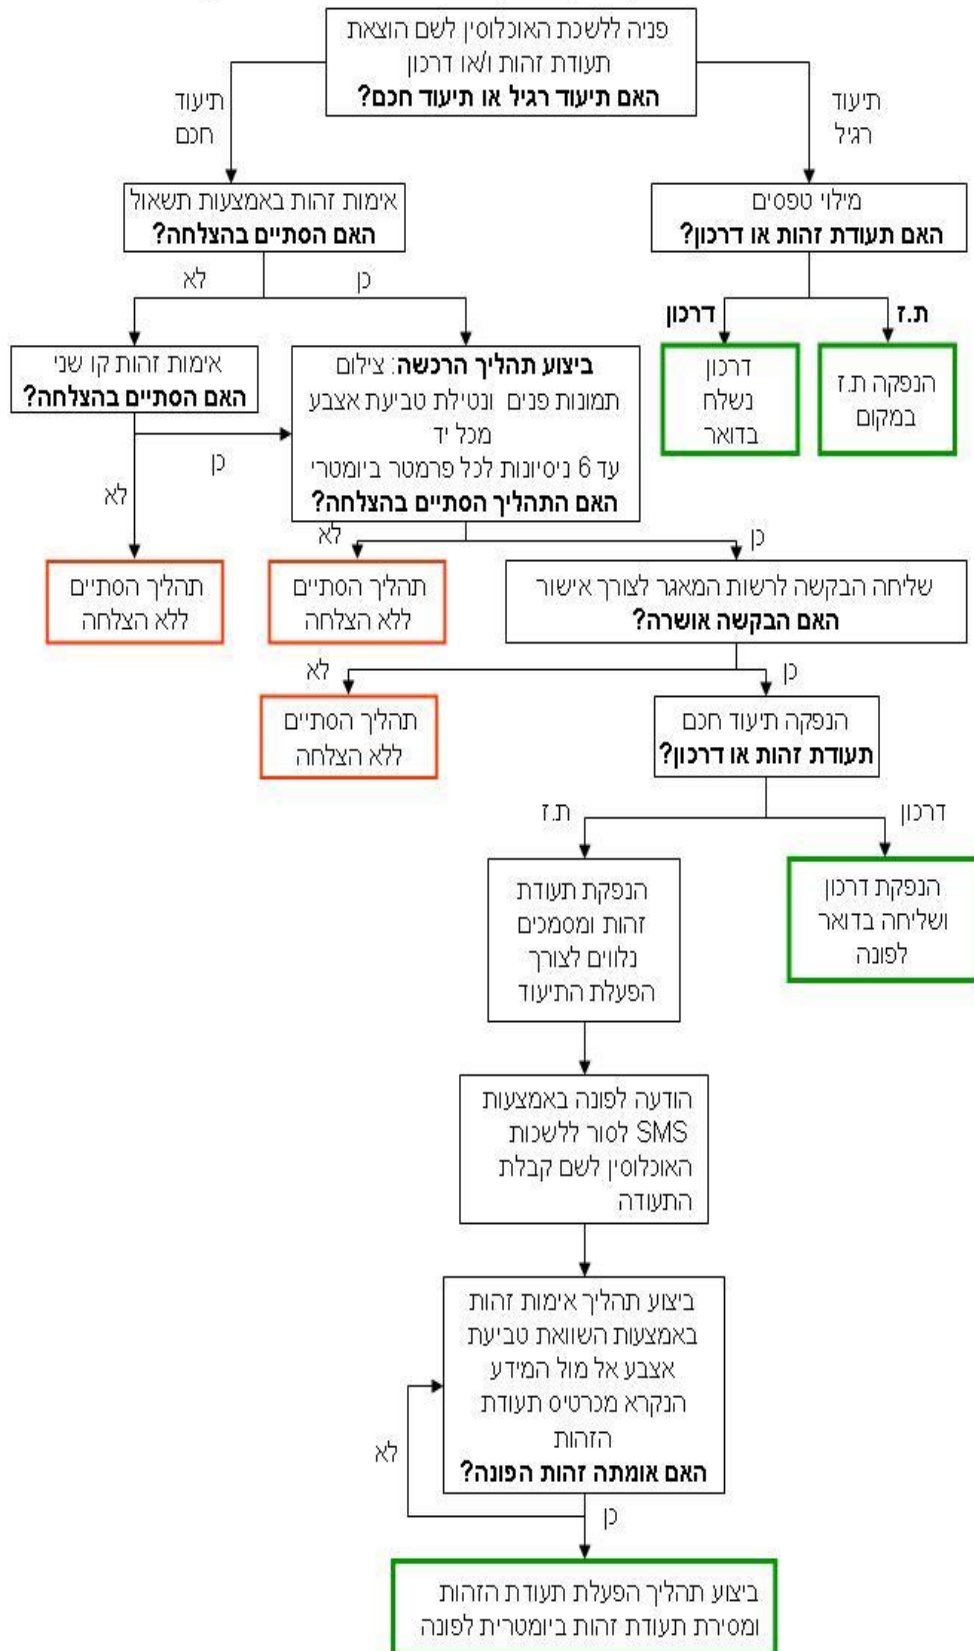 פניה ללשכת האוכלוסין לשם הוצאת
תעודת זהות ו/או דרכון
האם תיעוד רגיל או תיעוד חכם?
תיעוד
רגיל
תיעוד
חכם
מילוי טפסים
האם תעודת זהות או דרכון?
אימות זהות באמצעות תשאול
האם הסתיים בהצלחה?
ת.ז
דרכון
כן
לא
הנפקה ת.ז
במקום
דרכון
נשלח
בדואר
ביצוע תהליך הרכשה: צילום
תמונות פנים ונטילת טביעת אצבע
מכל יד
עד 6 ניסיונות לכל פרמטר ביומטרי
האם התהליך הסתיים בהצלחה?
אימות זהות קו שני
האם הסתיים בהצלחה?
כן
לא
כן
לא
שליחה הבקשה לרשות המאגר לצורך אישור
האם הבקשה אושרה?
תהליך הסתיים
ללא הצלחה
תהליך הסתיים
ללא הצלחה
כן
לא
הנפקה תיעוד חכם
תעודת זהות או דרכון?
תהליך הסתיים
ללא הצלחה
דרכון
ת.ז
הנפקת דרכון
ושליחה בדואר
לפונה
הנפקת תעודת
זהות ומסמכים
נלווים לצורך
הפעלת התיעוד
הודעה לפונה באמצעות
SMS לסור ללשכות
האוכלוסין לשם קבלת
התעודה
ביצוע תהליך אימות זהות
באמצעות השוואת טביעת
אצבע אל מול המידע
הנקרא מכרטיס תעודת
הזהות
האם אומתה זהות הפונה?
לא
כן
ביצוע תהליך הפעלת תעודת הזהות
ומסירת תעודת זהות ביומטרית לפונה